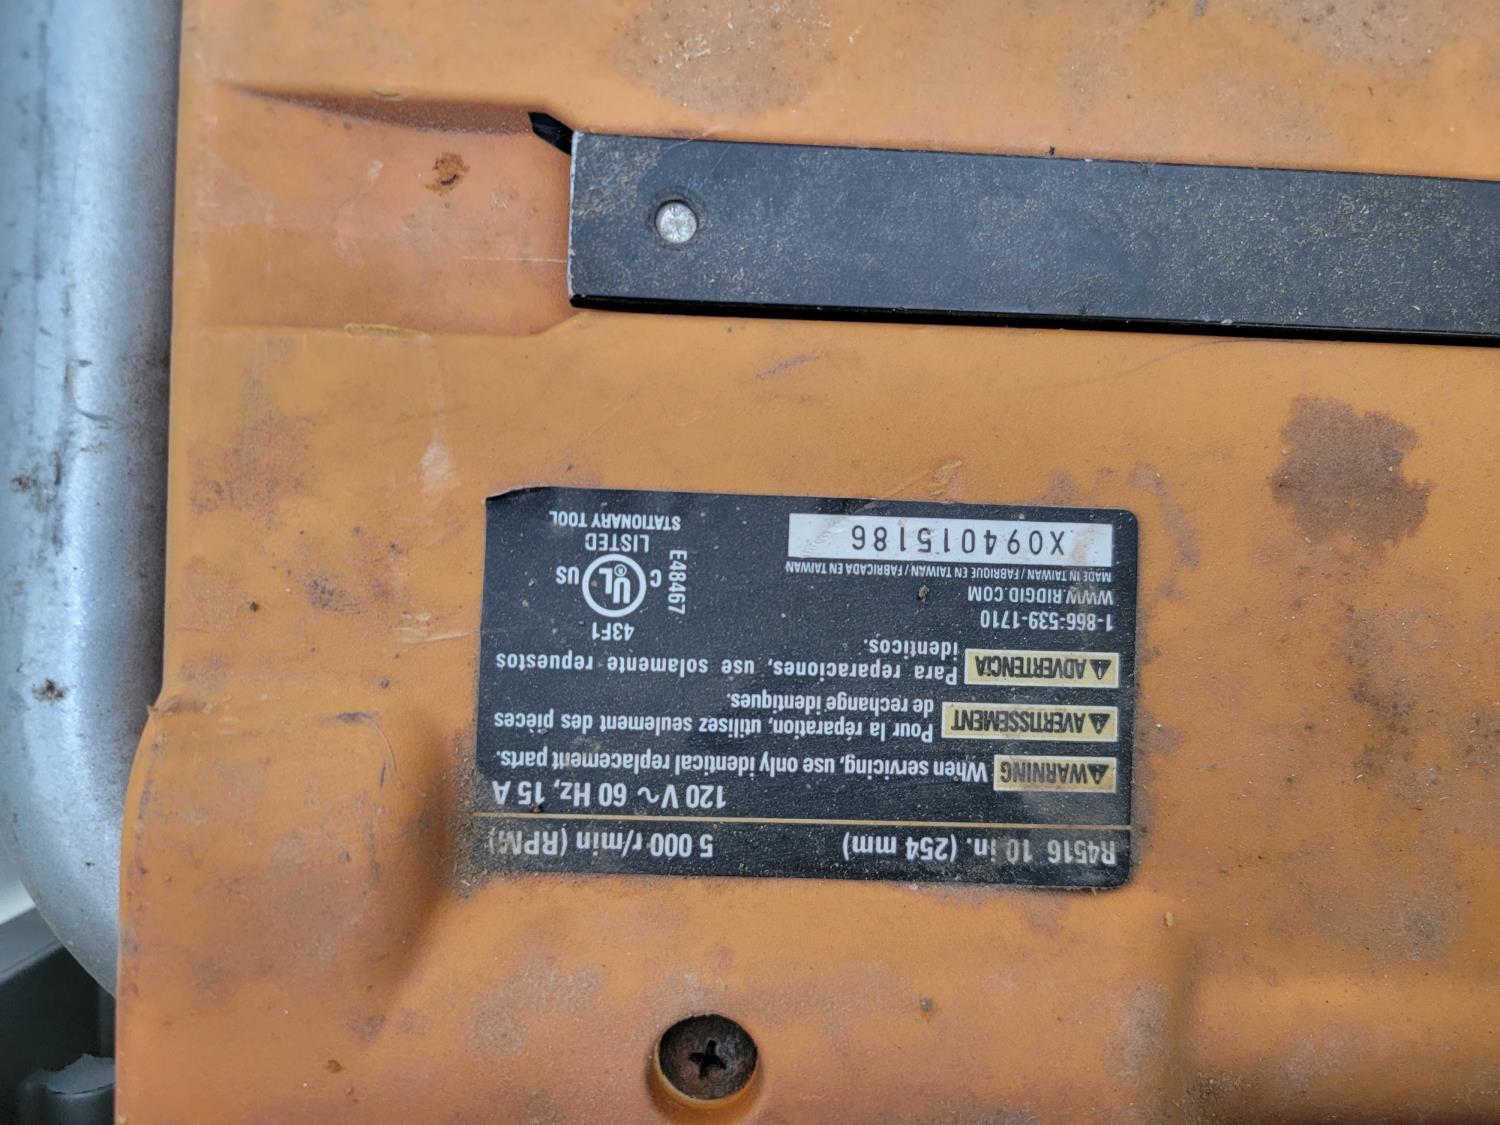 R4516 10 in. (254 mm) 5 000 r/min (RPM)
120 V ~ 60 Hz, 15 A
WARNING When servicing, use only identical replacement parts.
AVERTISSEMENT Pour la réparation, utilisez seulement des pièces
de rechange identiques.
ADVERTENCIA Para reparaciones, use solamente repuestos
identicos.
1-866-539-1710
WWW.RIDGID.COM
MADE IN TAIWAN / FABRIQUE EN TAIWAN / FABRICADA EN TAIWAN
X094015186
43F1
E48467
C UL® US
LISTED
STATIONARY TOOL